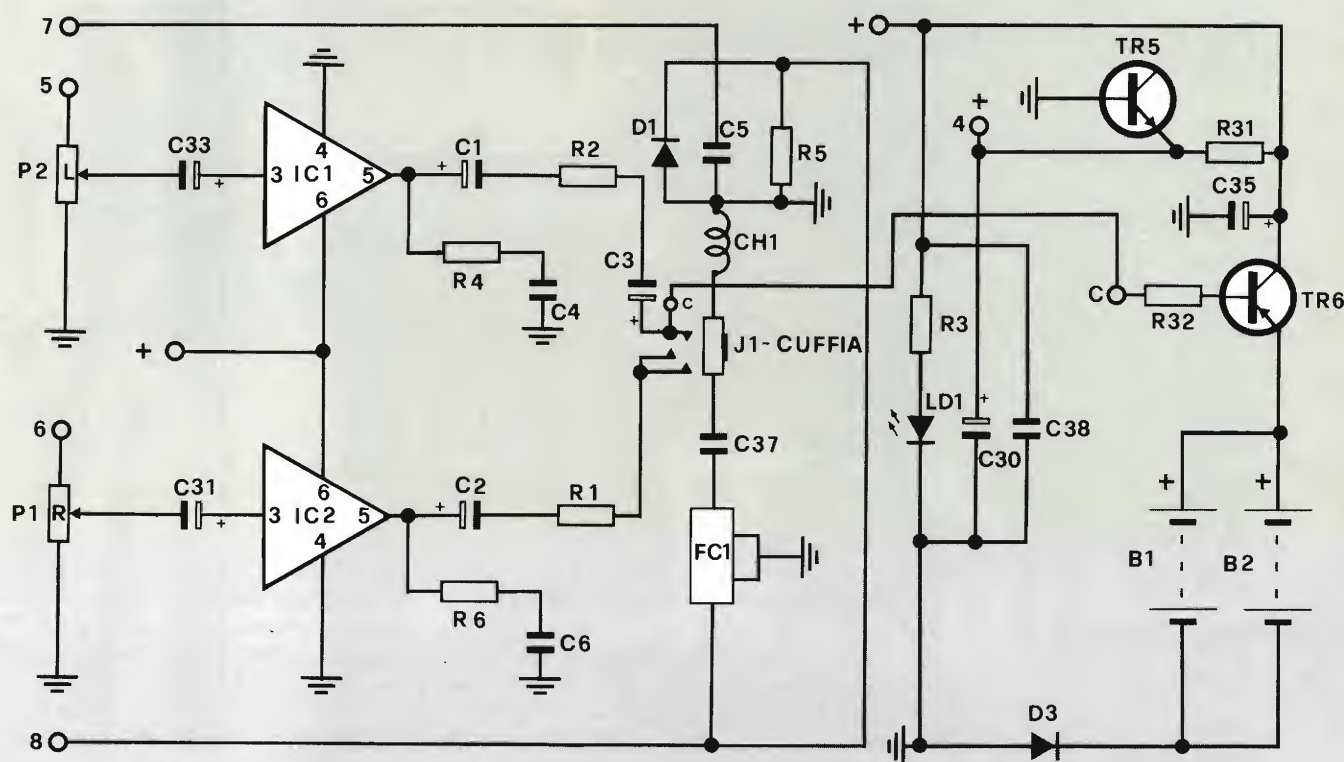 7
+
TR5
5
4
+
D1
C5
R5
R31
C33
C1
R2
P2
L
+
3
IC1
4
5
6
+
C35
+
R4
C4
C3
+
C
CH1
C
R32
TR6
R3
J1-CUFFIA
+
6
LD1
+
C30
C38
C37
P1
R
C31
+
3
IC2
6
5
4
+
C2
R1
FC1
+
+
B1
B2
R6
C6
8
D3